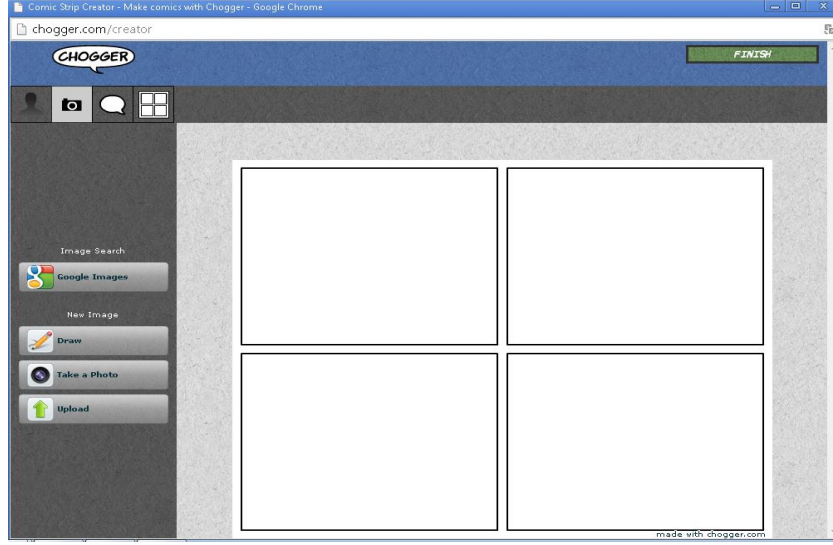 Comic Strip Creator - Make comics with Chogger - Google Chrome
chogger.com/creator
CHOGGER
FINISH
Image Search
Google Images
New Image
Draw
Take a Photo
Upload
made with chogger.com